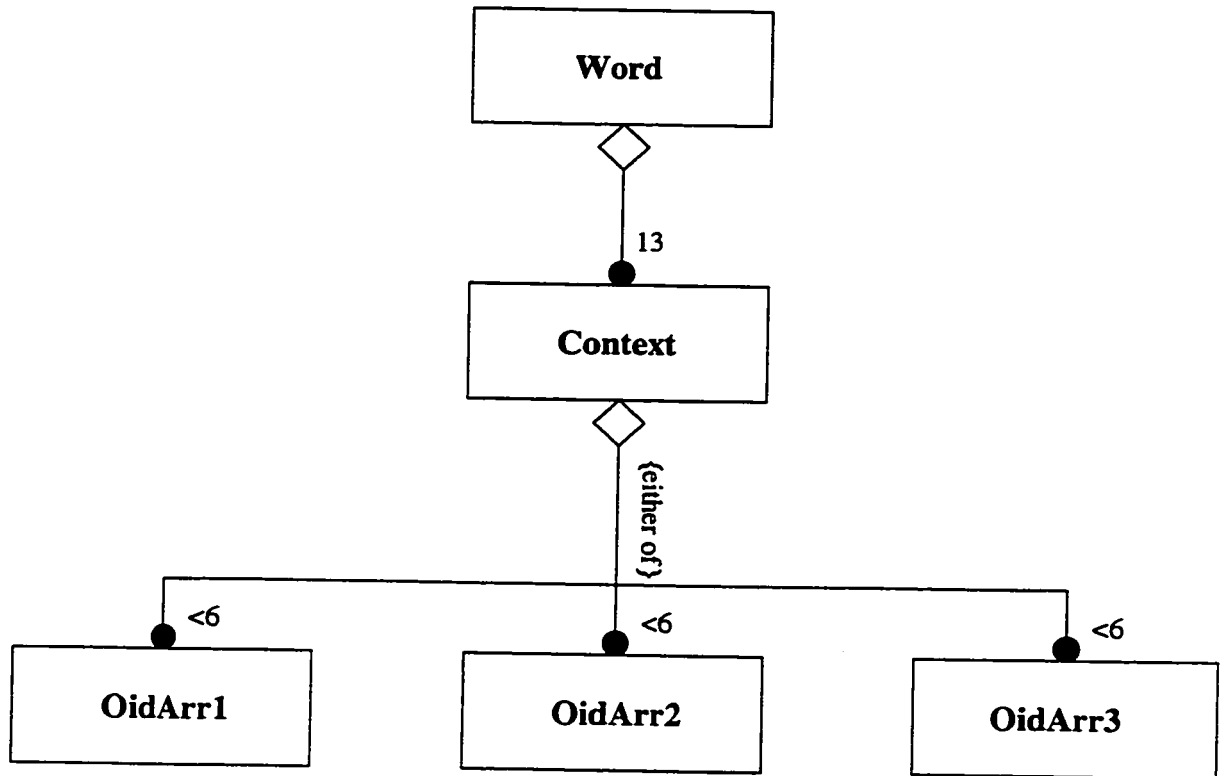 Word
13
Context
{either of}
<6
<6
<6
OidArr1
OidArr2
OidArr3